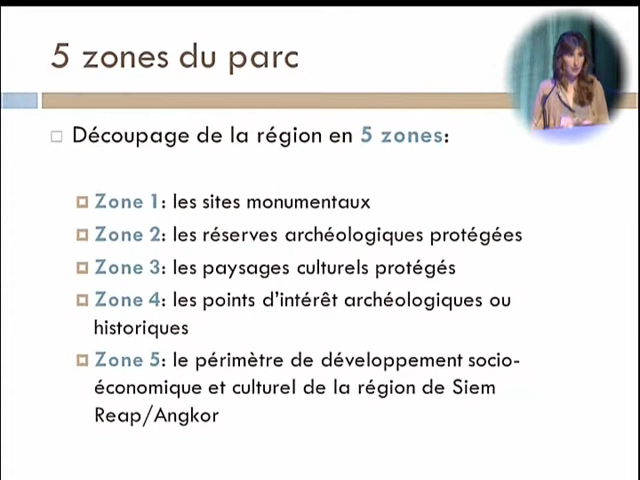 5 zones du parc
Découpage de la région en 5 zones:
Zone 1: les sites monumentaux
Zone 2: les réserves archéologiques protégées
Zone 3: les paysages culturels protégés
Zone 4: les points d'intérêt archéologiques ou
historiques
Zone 5: le périmètre de développement socio-
économique et culturel de la région de Siem
Reap/Angkor